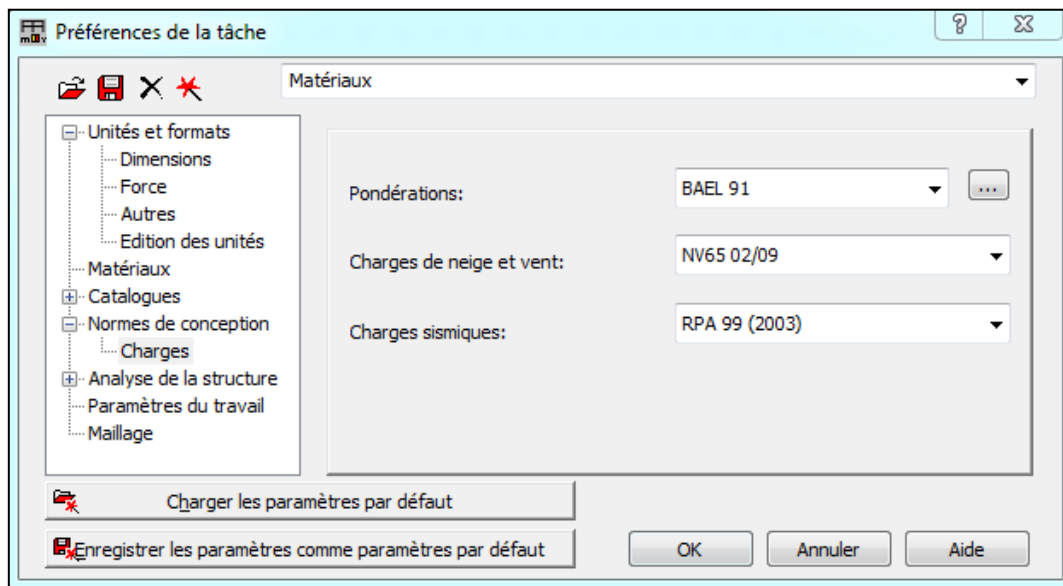 Préférences de la tâche
Matériaux
Unités et formats
Dimensions
Force
Autres
Edition des unités
Matériaux
Catalogues
Normes de conception
Charges
Analyse de la structure
Paramètres du travail
Maillage
Pondérations: BAEL 91 ...
Charges de neige et vent: NV65 02/09
Charges sismiques: RPA 99 (2003)
Charger les paramètres par défaut
Enregistrer les paramètres comme paramètres par défaut
OK Annuler Aide